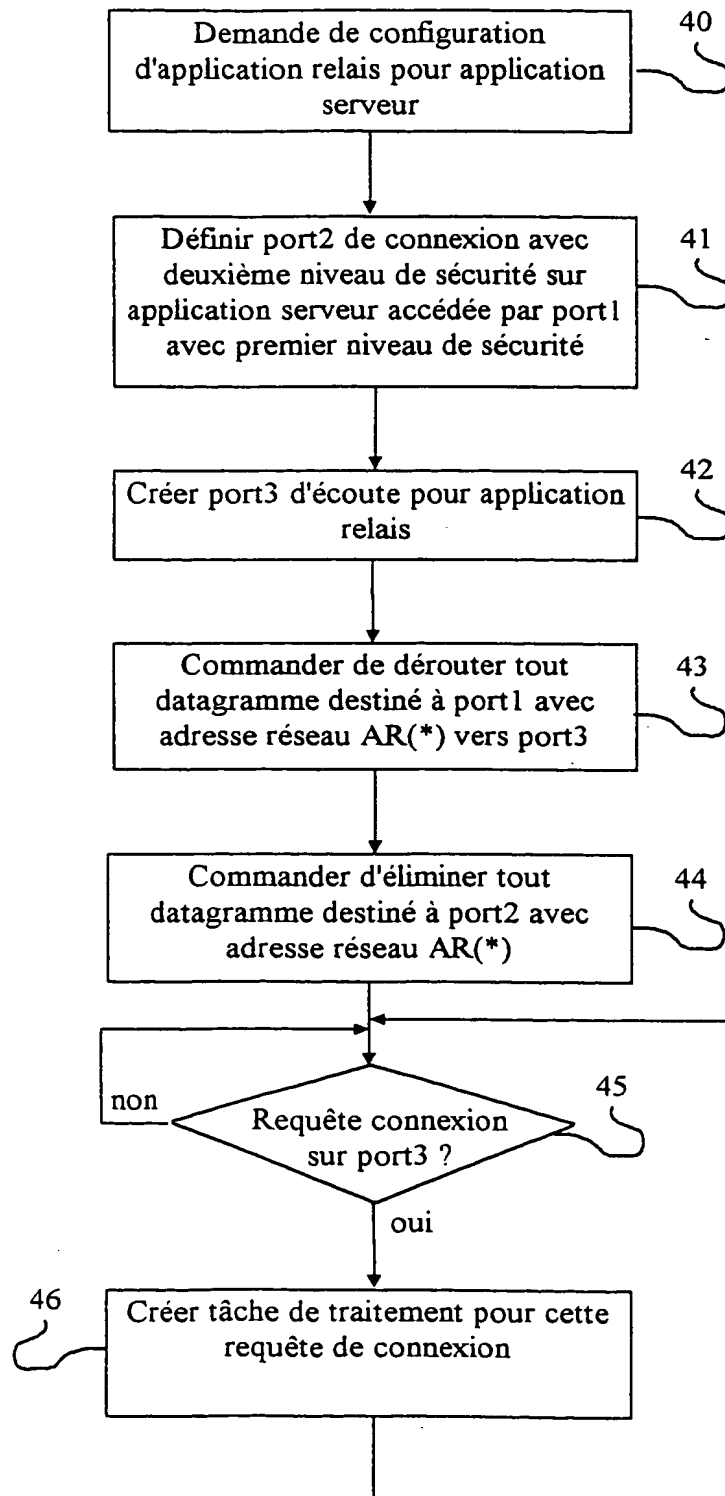 Demande de configuration
d'application relais pour application
serveur
40
Définir port2 de connexion avec
deuxième niveau de sécurité sur
application serveur accédée par port1
avec premier niveau de sécurité
41
Créer port3 d'écoute pour application
relais
42
Commander de dérouter tout
datagramme destiné à port1 avec
adresse réseau AR(*) vers port3
43
Commander d'éliminer tout
datagramme destiné à port2 avec
adresse réseau AR(*)
44
non
Requête connexion
sur port3 ?
45
oui
46
Créer tâche de traitement pour cette
requête de connexion